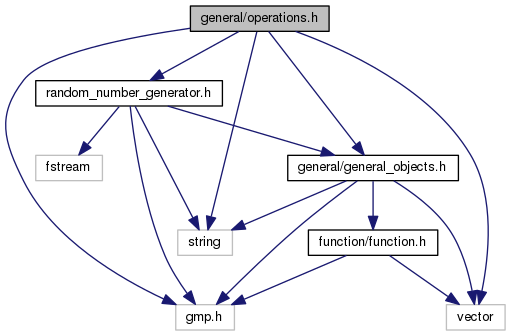 general/operations.h
random_number_generator.h
fstream
general/general_objects.h
string
function/function.h
gmp.h
vector